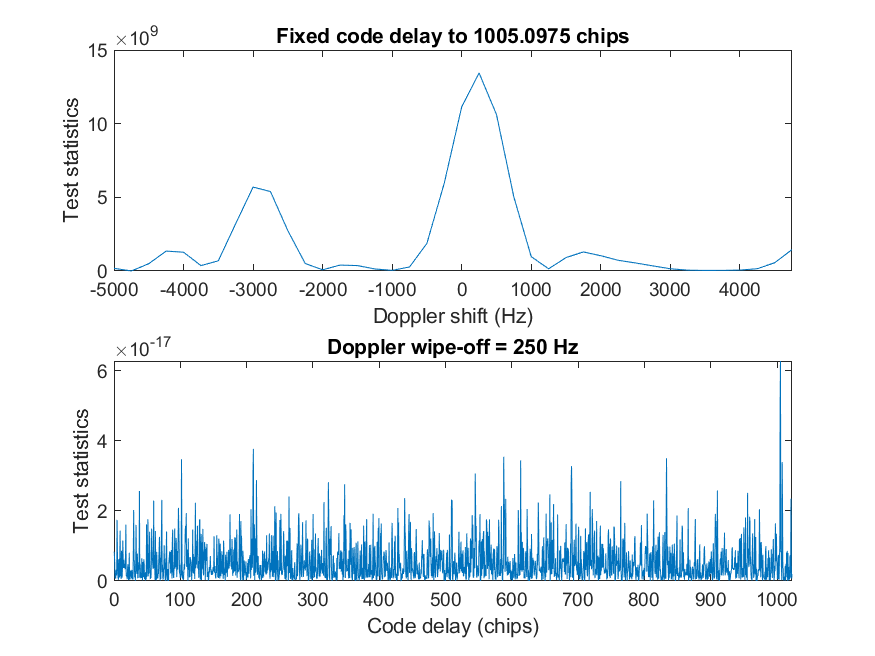 Fixed code delay to 1005.0975 chips
×10^9
15
10
5
0
Test statistics
-5000 -4000 -3000 -2000 -1000 0 1000 2000 3000 4000
Doppler shift (Hz)
Doppler wipe-off = 250 Hz
×10^-17
6
4
2
0
Test statistics
0 100 200 300 400 500 600 700 800 900 1000
Code delay (chips)